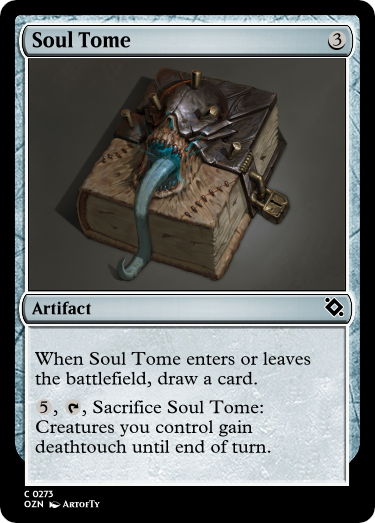 Soul Tome 3
Artifact
When Soul Tome enters or leaves
the battlefield, draw a card.
5, , Sacrifice Soul Tome:
Creatures you control gain
deathtouch until end of turn.
C 0273
OZN ArtofTy